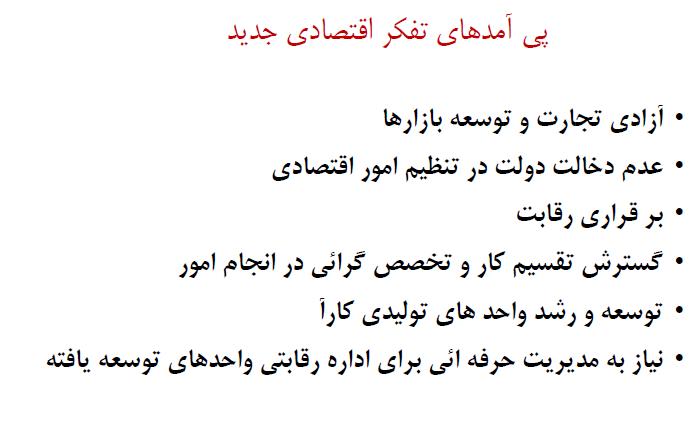 پی آمدهای تفکر اقتصادی جدید
• آزادی تجارت و توسعه بازارها
• عدم دخالت دولت در تنظیم امور اقتصادی
• بر قراری رقابت
• گسترش تقسیم کار و تخصص گرائی در انجام امور
• توسعه و رشد واحد های تولیدی کارآ
• نیاز به مدیریت حرفه ائی برای اداره رقابتی واحدهای توسعه یافته